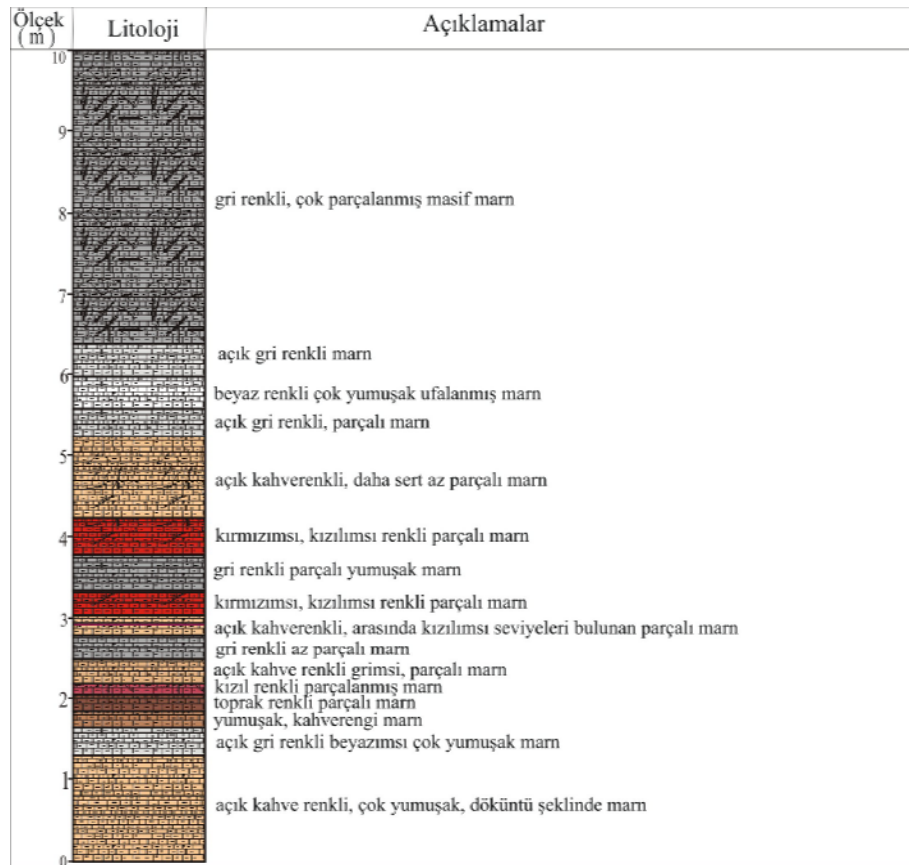 Ölçek
( m )
Litoloji
Açıklamalar
10
9
gri renkli, çok parçalanmış masif marn
8
7
açık gri renkli marn
6
beyaz renkli çok yumuşak ufalanmış marn
açık gri renkli, parçalı marn
5
açık kahverenkli, daha sert az parçalı marn
4
kırmızımsı, kızılımsı renkli parçalı marn
gri renkli parçalı yumuşak marn
kırmızımsı, kızılımsı renkli parçalı marn
3
açık kahverenkli, arasında kızılımsı seviyeleri bulunan parçalı marn
gri renkli az parçalı marn
açık kahve renkli grimsi, parçalı marn
kızıl renkli parçalanmış marn
2
toprak renkli parçalı marn
yumuşak, kahverengi marn
açık gri renkli beyazımsı çok yumuşak marn
1
açık kahve renkli, çok yumuşak, döküntü şeklinde marn
0